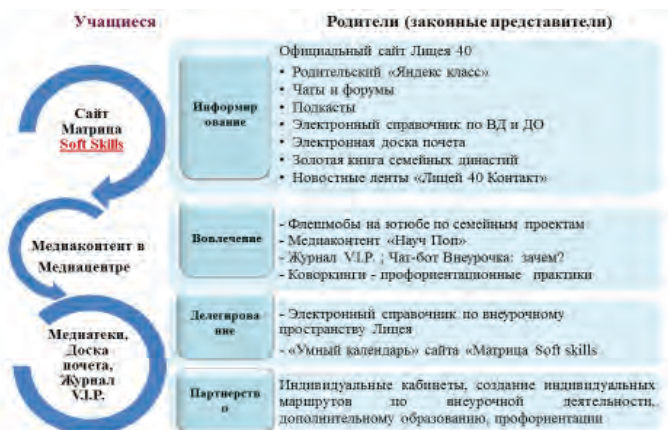 Учащиеся
Родители (законные представители)
Сайт
Матрица
Soft Skills
Медиаконтент в
Медиацентре
Медиатеки,
Доска
почета,
Журнал
V.I.P.
Информир
ование
Официальный сайт Лицея 40
• Родительский «Яндекс класс»
• Чаты и форумы
• Подкасты
• Электронный справочник по ВД и ДО
• Электронная доска почета
• Золотая книга семейных династий
• Новостные ленты «Лицей 40 Контакт»
Вовлечение
- Флешмобы на ютюбе по семейным проектам
- Медиаконтент «Науч Поп»
- Журнал V.I.P. ; Чат-бот Внеурочка: зачем?
- Коворкинги - профориентационные практики
Делегирова
ние
- Электронный справочник по внеурочному
пространству Лицея
- «Умный календарь» сайта «Матрица Soft skills
Партнерств
о
Индивидуальные кабинеты, создание индивидуальных
маршрутов по внеурочной деятельности,
дополнительному образованию, профориентации